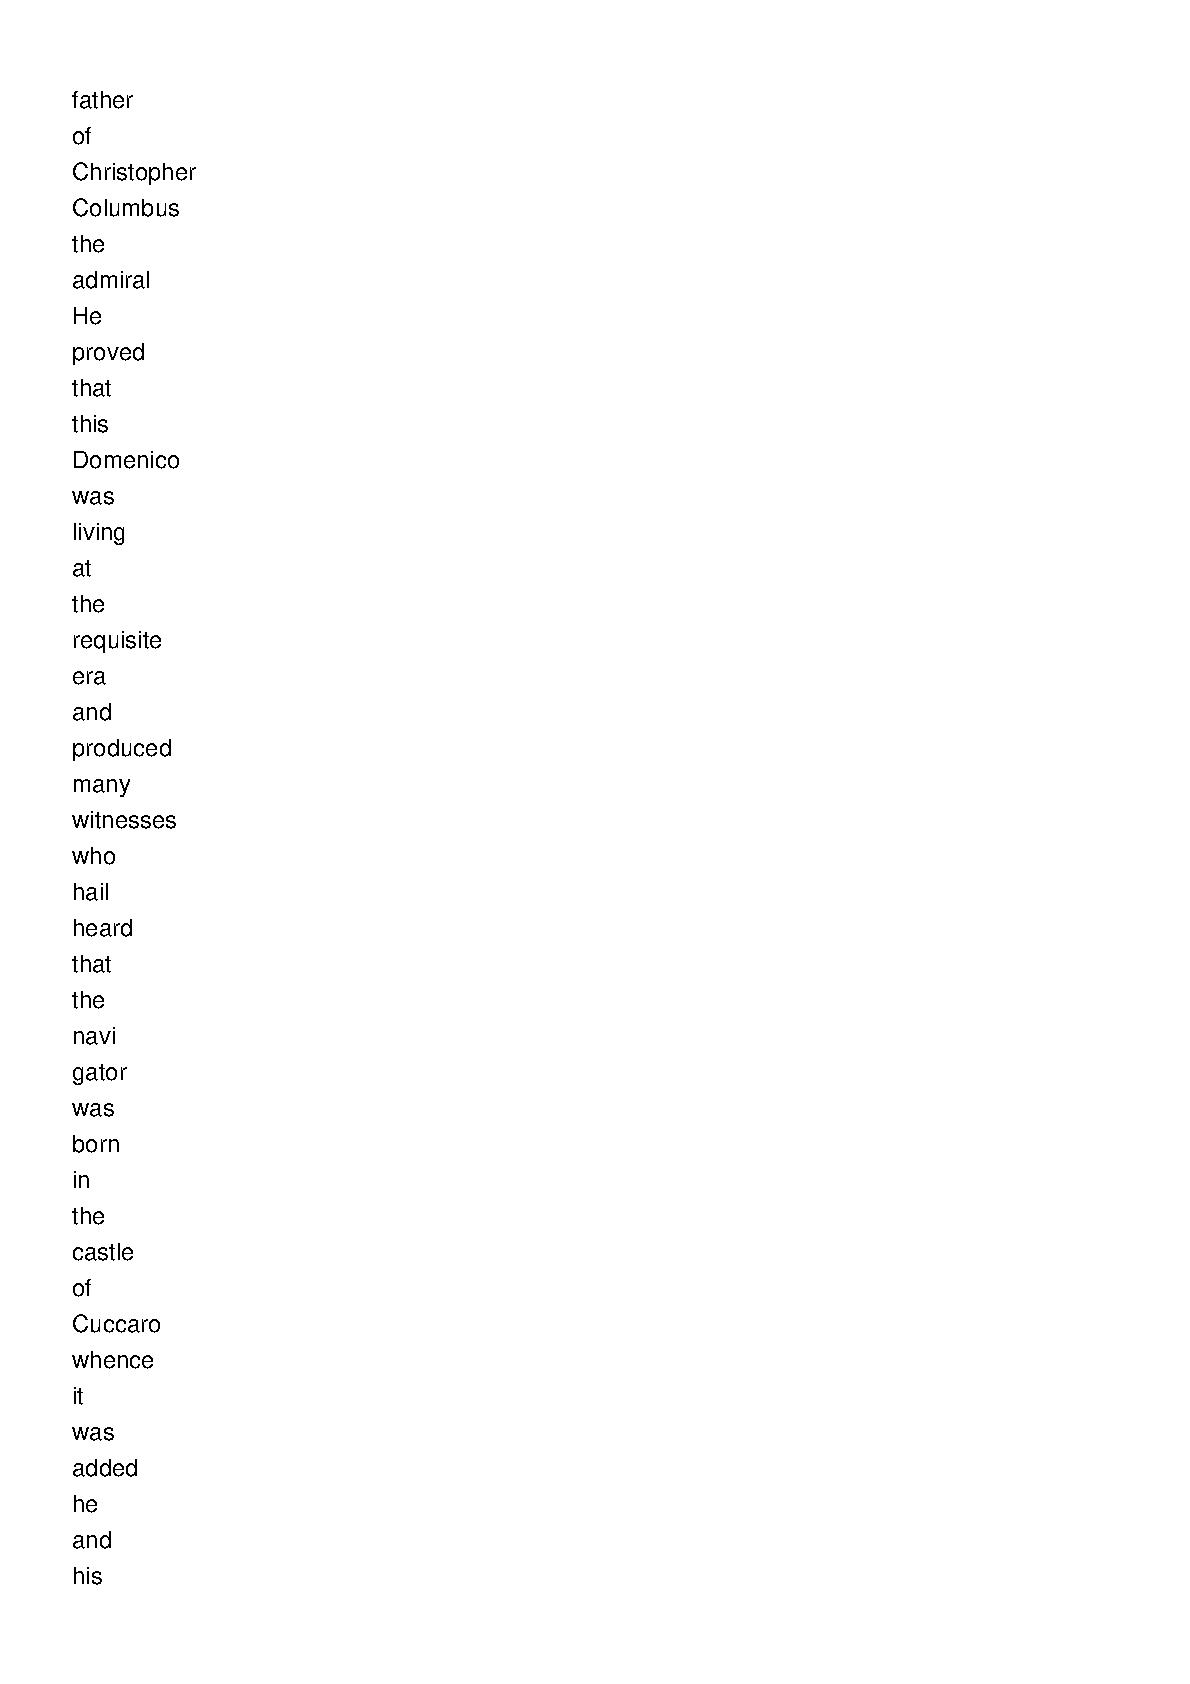 father
of
Christopher
Columbus
the
admiral
He
proved
that
this
Domenico
was
living
at
the
requisite
era
and
produced
many
witnesses
who
hail
heard
that
the
navi
gator
was
born
in
the
castle
of
Cuccaro
whence
it
was
added
he
and
his